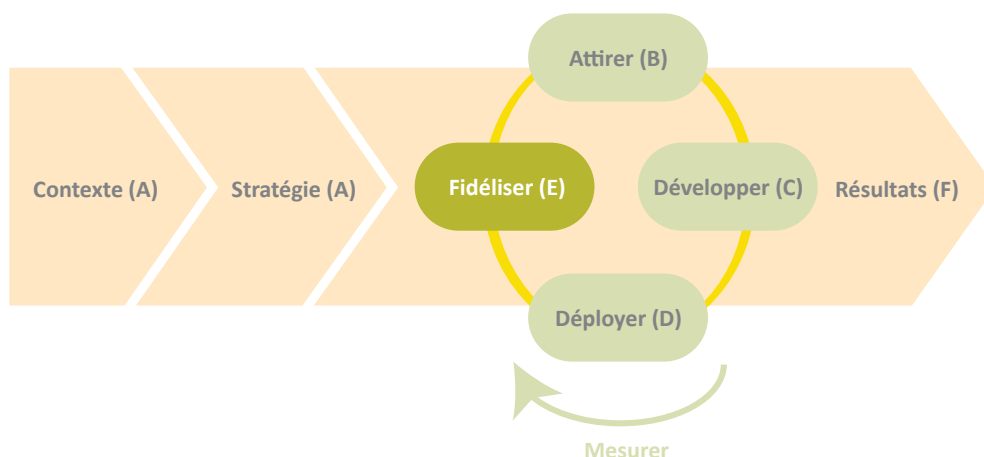 Attirer (B)
Contexte (A)
Stratégie (A)
Fidéliser (E)
Développer (C)
Résultats (F)
Déployer (D)
Mesurer